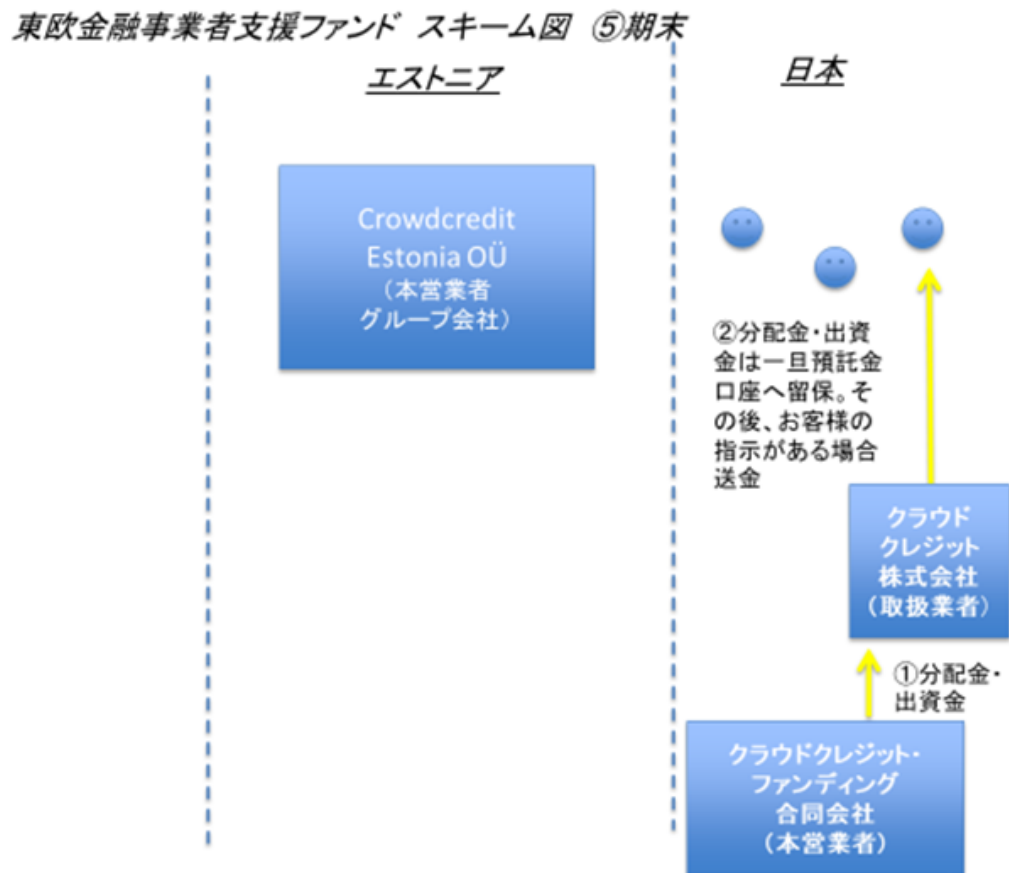 東欧金融事業者支援ファンド スキーム図 ⑤期末
エストニア
日本
Crowdcredit
Estonia OÜ
（本営業者
グループ会社）
②分配金・出資
金は一旦預託金
口座へ留保。そ
の後、お客様の
指示がある場合
送金
クラウド
クレジット
株式会社
（取扱業者）
①分配金・
出資金
クラウドクレジット・
ファンディング
合同会社
（本営業者）